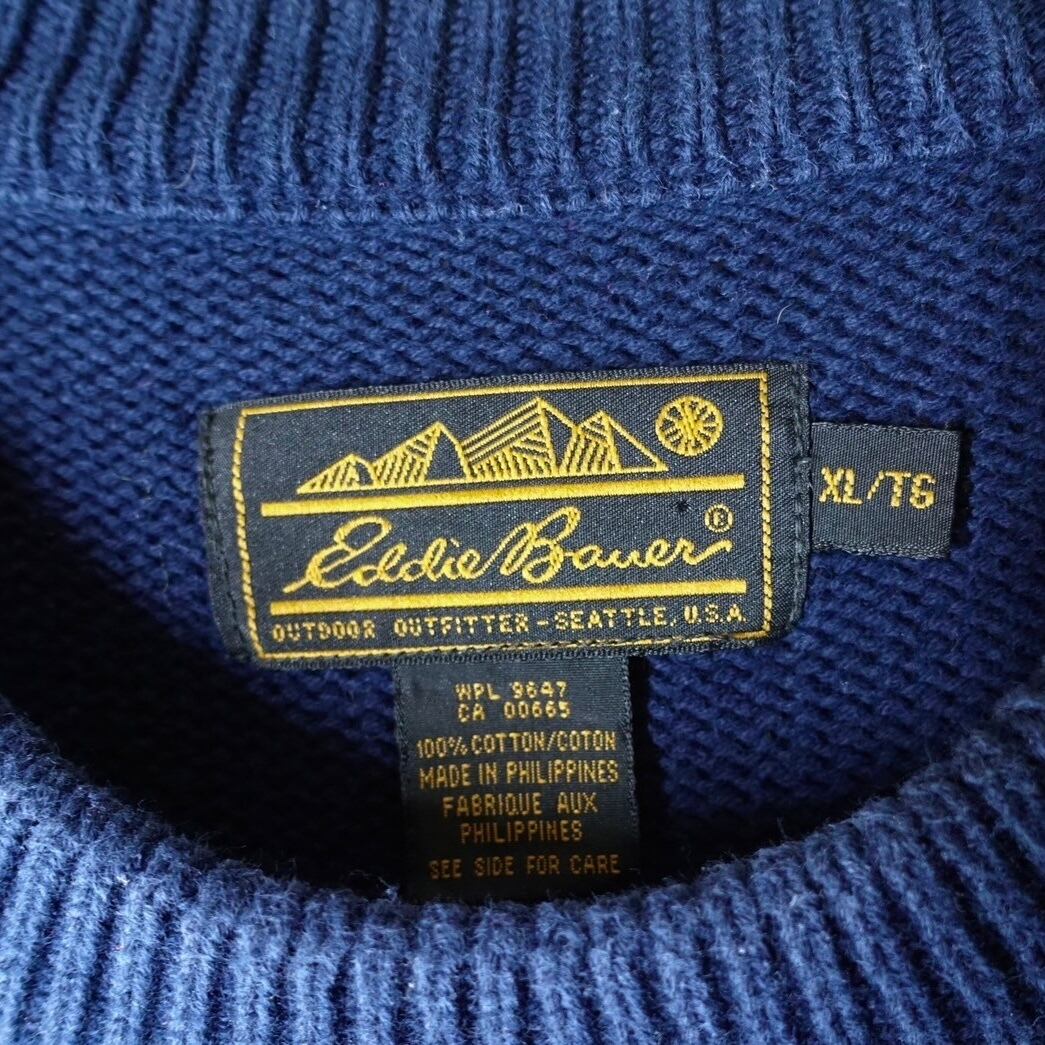 Eddie Bauer ®
OUTDOOR OUTFITTER - SEATTLE, U.S.A.
XL/TG
WPL 9647
CA 00665
100% COTTON/COTON
MADE IN PHILIPPINES
FABRIQUE AUX
PHILIPPINES
SEE SIDE FOR CARE